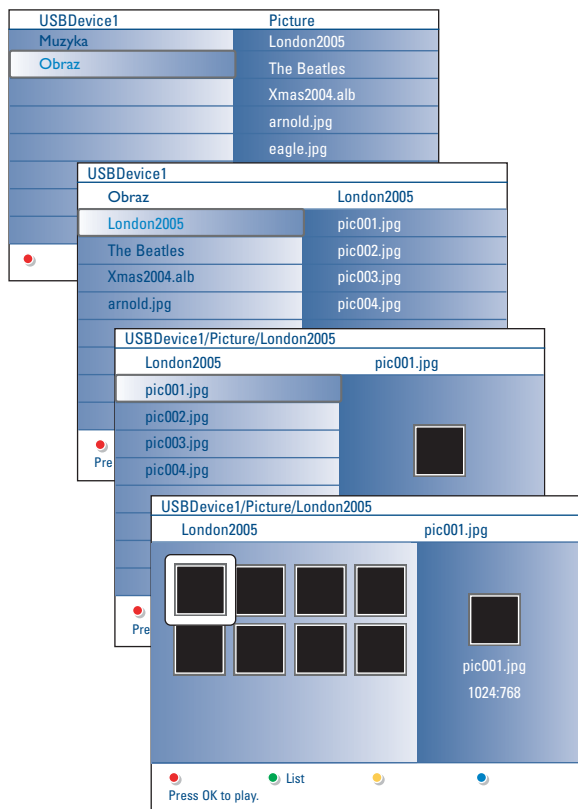 USBDevice1 Picture
Muzyka London2005
Obraz The Beatles
Xmas2004.alb
arnold.jpg
eagle.jpg
USBDevice1
Obraz London2005
London2005 pic001.jpg
The Beatles pic002.jpg
Xmas2004.alb pic003.jpg
arnold.jpg pic004.jpg
Pre
USBDevice1/Picture/London2005
London2005 pic001.jpg
pic001.jpg
pic002.jpg
pic003.jpg
pic004.jpg
Pre
USBDevice1/Picture/London2005
London2005 pic001.jpg
pic001.jpg
1024:768
List
Press OK to play.